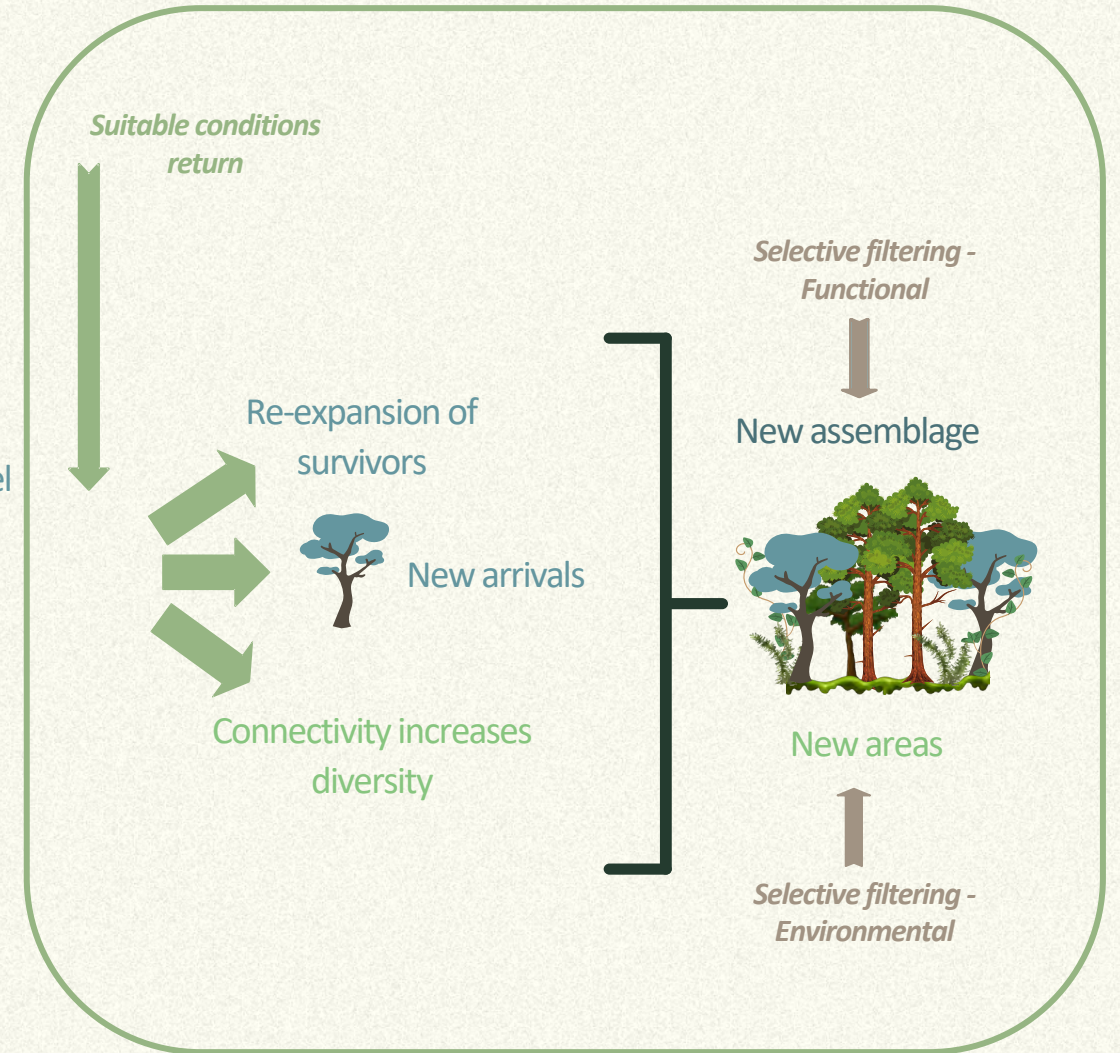 Suitable conditions
return
Selective filtering -
Functional
Re-expansion of
survivors
New assemblage
New arrivals
Connectivity increases
diversity
New areas
Selective filtering -
Environmental